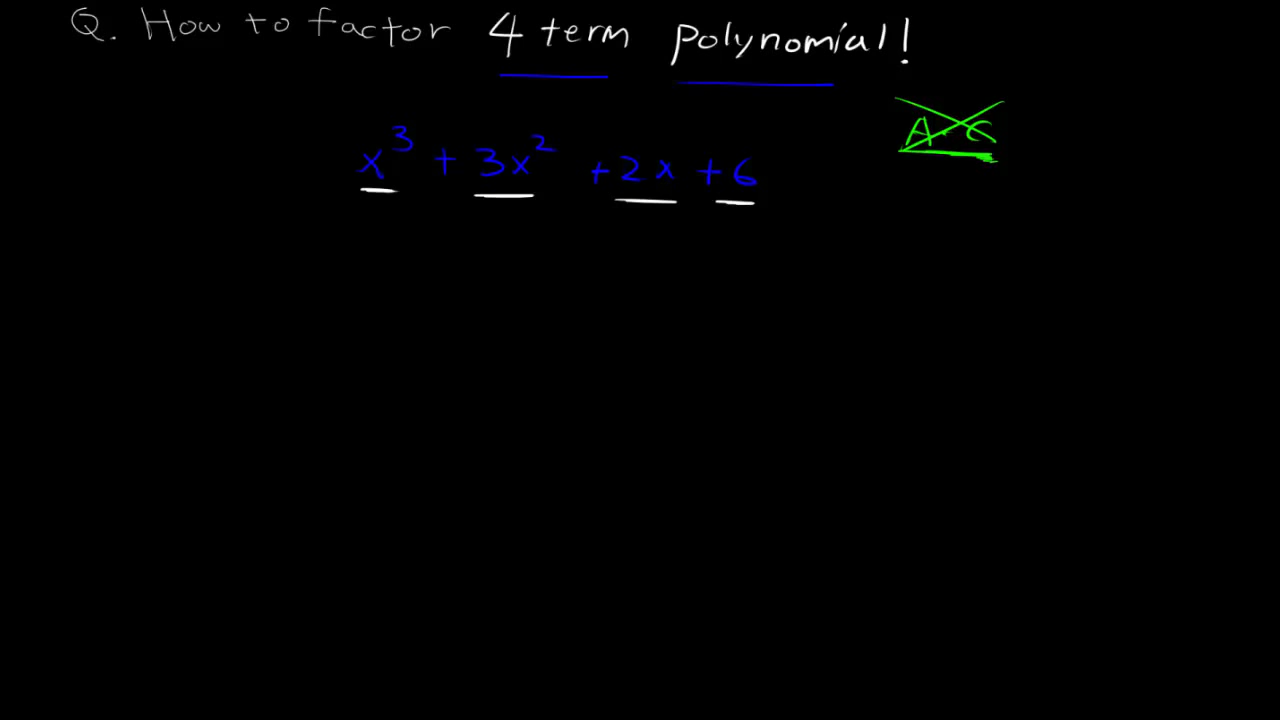 Q. How to factor 4 term polynomial!
A·C
x³ + 3x² + 2x + 6